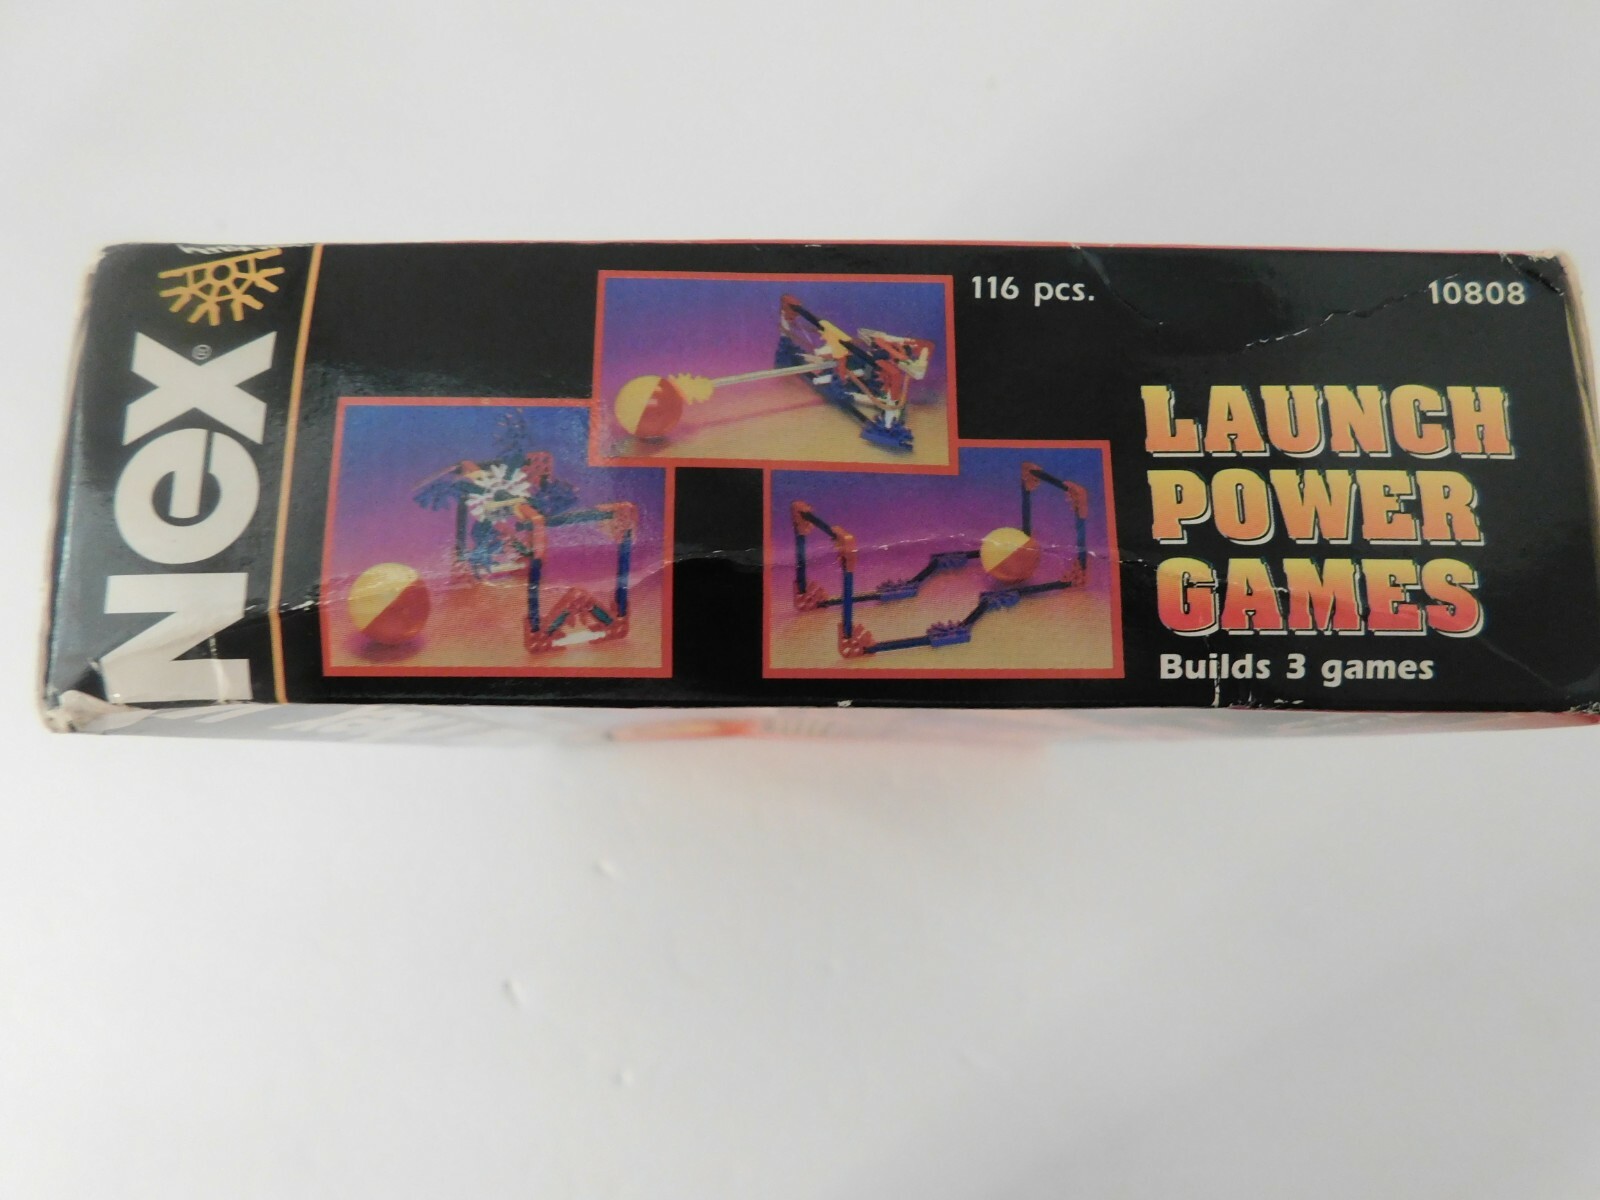 Nex®
116 pcs.
10808
LAUNCH
POWER
GAMES
Builds 3 games